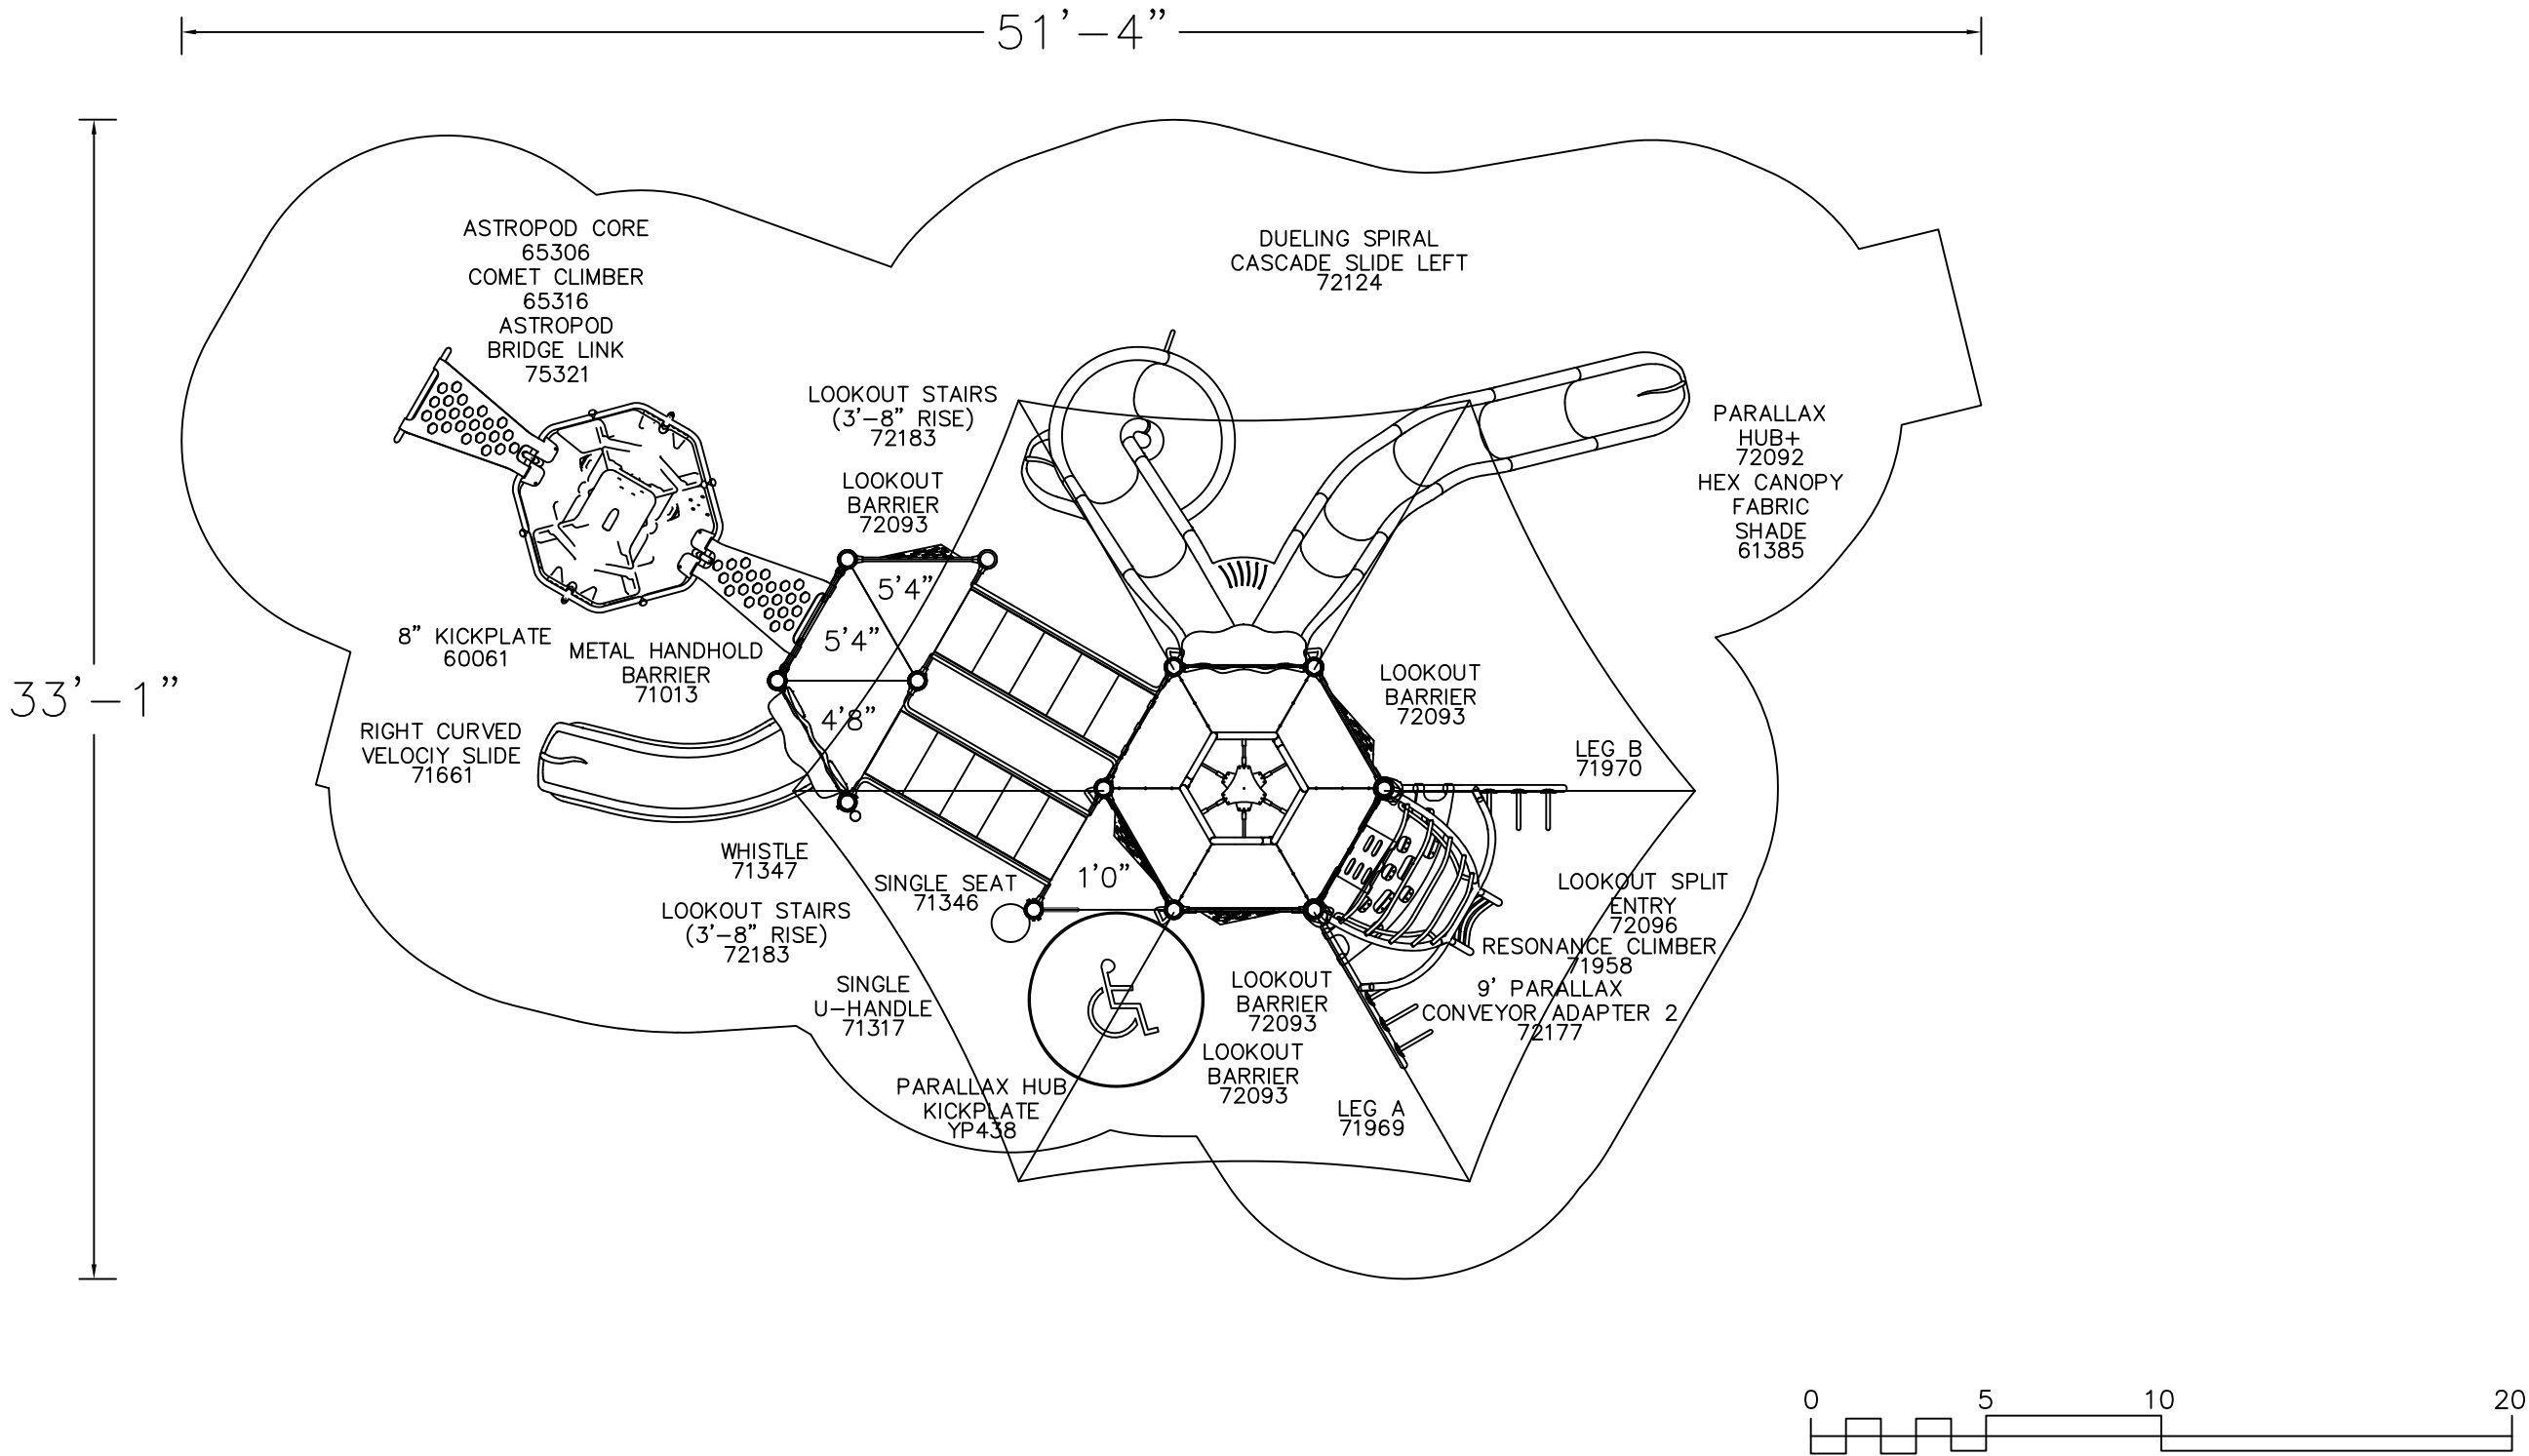 51'-4"
33'-1"
ASTROPOD CORE
65306
COMET CLIMBER
65316
ASTROPOD
BRIDGE LINK
75321
DUELING SPIRAL
CASCADE SLIDE LEFT
72124
LOOKOUT STAIRS
(3'-8" RISE)
72183
LOOKOUT
BARRIER
72093
PARALLAX
HUB+
72092
HEX CANOPY
FABRIC
SHADE
61385
5'4"
5'4"
4'8"
8" KICKPLATE
60061
METAL HANDHOLD
BARRIER
71013
RIGHT CURVED
VELOCIY SLIDE
71661
LOOKOUT
BARRIER
72093
LEG B
71970
WHISTLE
71347
SINGLE SEAT
71346
1'0"
LOOKOUT STAIRS
(3'-8" RISE)
72183
LOOKOUT SPLIT
ENTRY
72096
RESONANCE CLIMBER
71958
9' PARALLAX
CONVEYOR ADAPTER 2
72177
SINGLE
U-HANDLE
71317
LOOKOUT
BARRIER
72093
LOOKOUT
BARRIER
72093
PARALLAX HUB
KICKPLATE
YP438
LEG A
71969
0 5 10 20